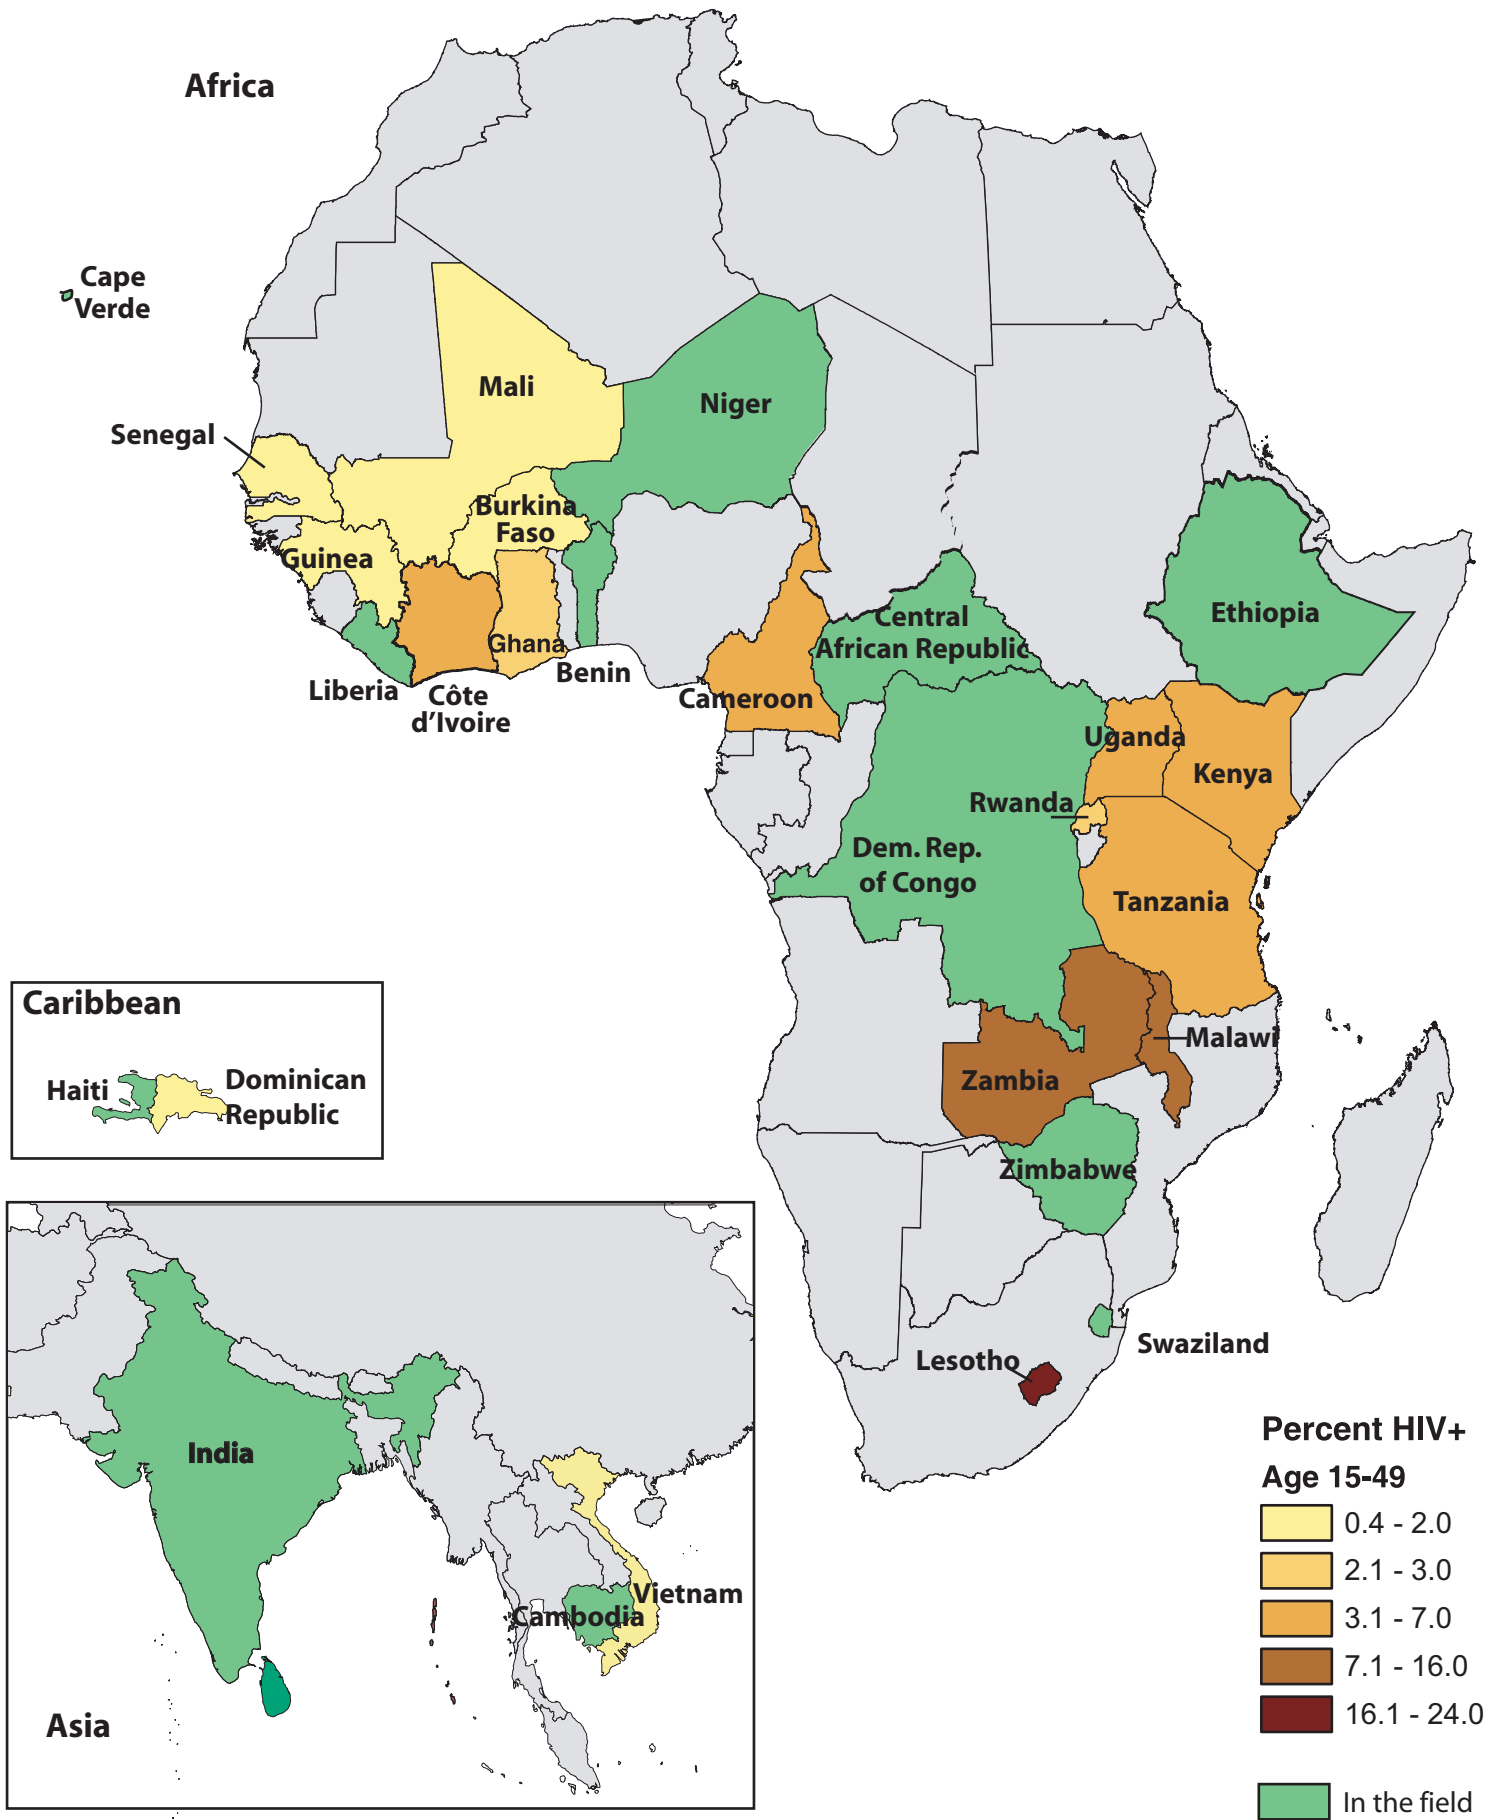 Africa
Cape
Verde
Mali
Niger
Senegal
Burkina
Faso
Guinea
Ethiopia
Central
African Republic
Ghana
Benin
Liberia
Côte
d’Ivoire
Cameroon
Uganda
Kenya
Rwanda
Dem. Rep.
of Congo
Tanzania
Caribbean
Haiti
Dominican
Republic
Malawi
Zambia
Zimbabwe
Swaziland
Lesotho
India
Vietnam
Cambodia
Asia
Percent HIV+
Age 15-49
0.4 - 2.0
2.1 - 3.0
3.1 - 7.0
7.1 - 16.0
16.1 - 24.0
In the field